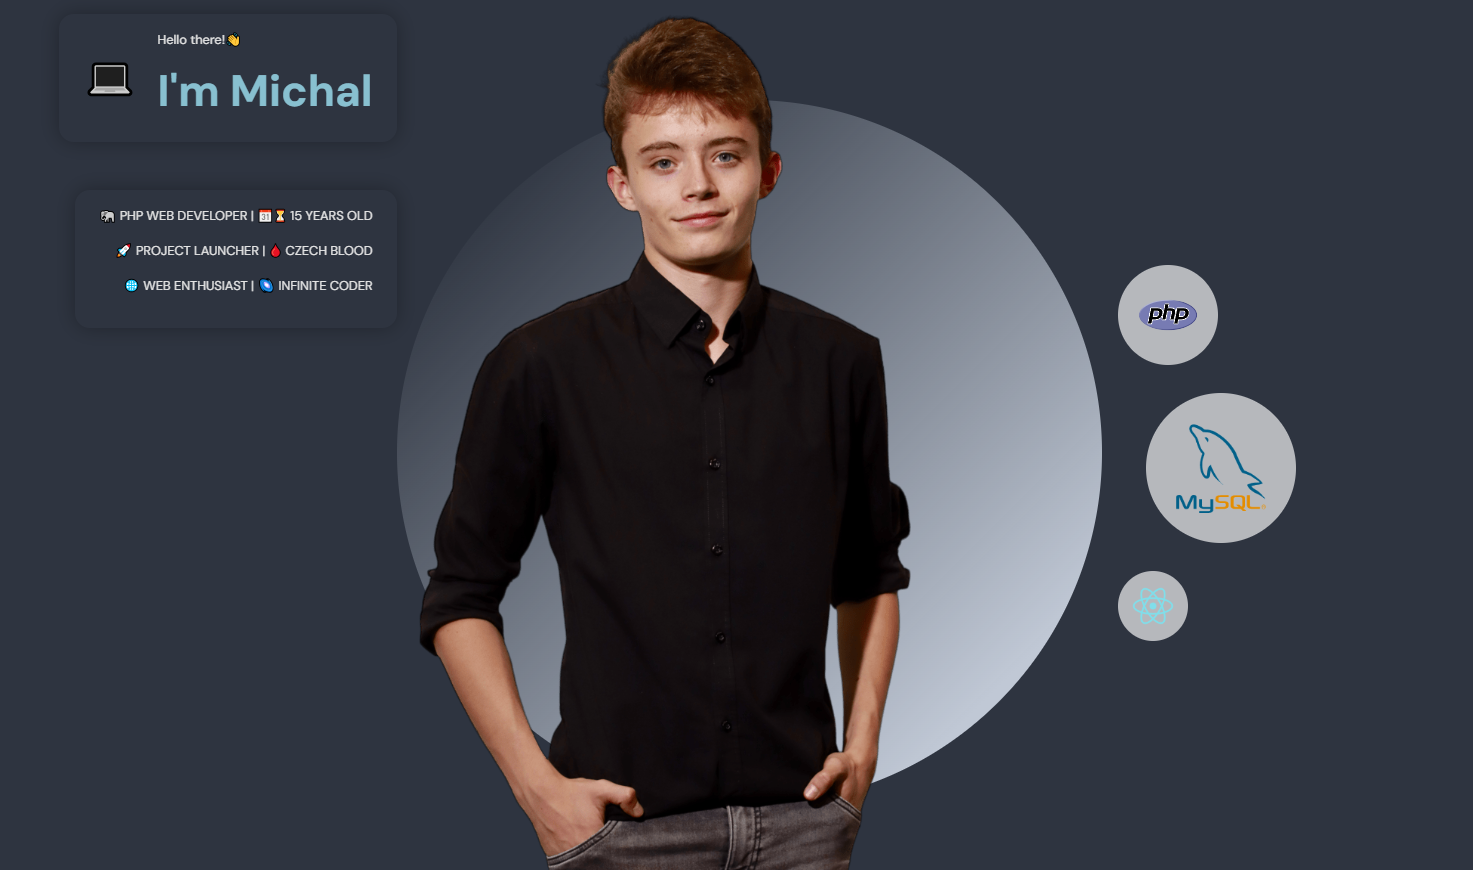 Hello there!👋
I'm Michal
🐘 PHP WEB DEVELOPER | 📅⏳ 15 YEARS OLD
🚀 PROJECT LAUNCHER | 🩸 CZECH BLOOD
🌐 WEB ENTHUSIAST | 🌌 INFINITE CODER
php
MySQL